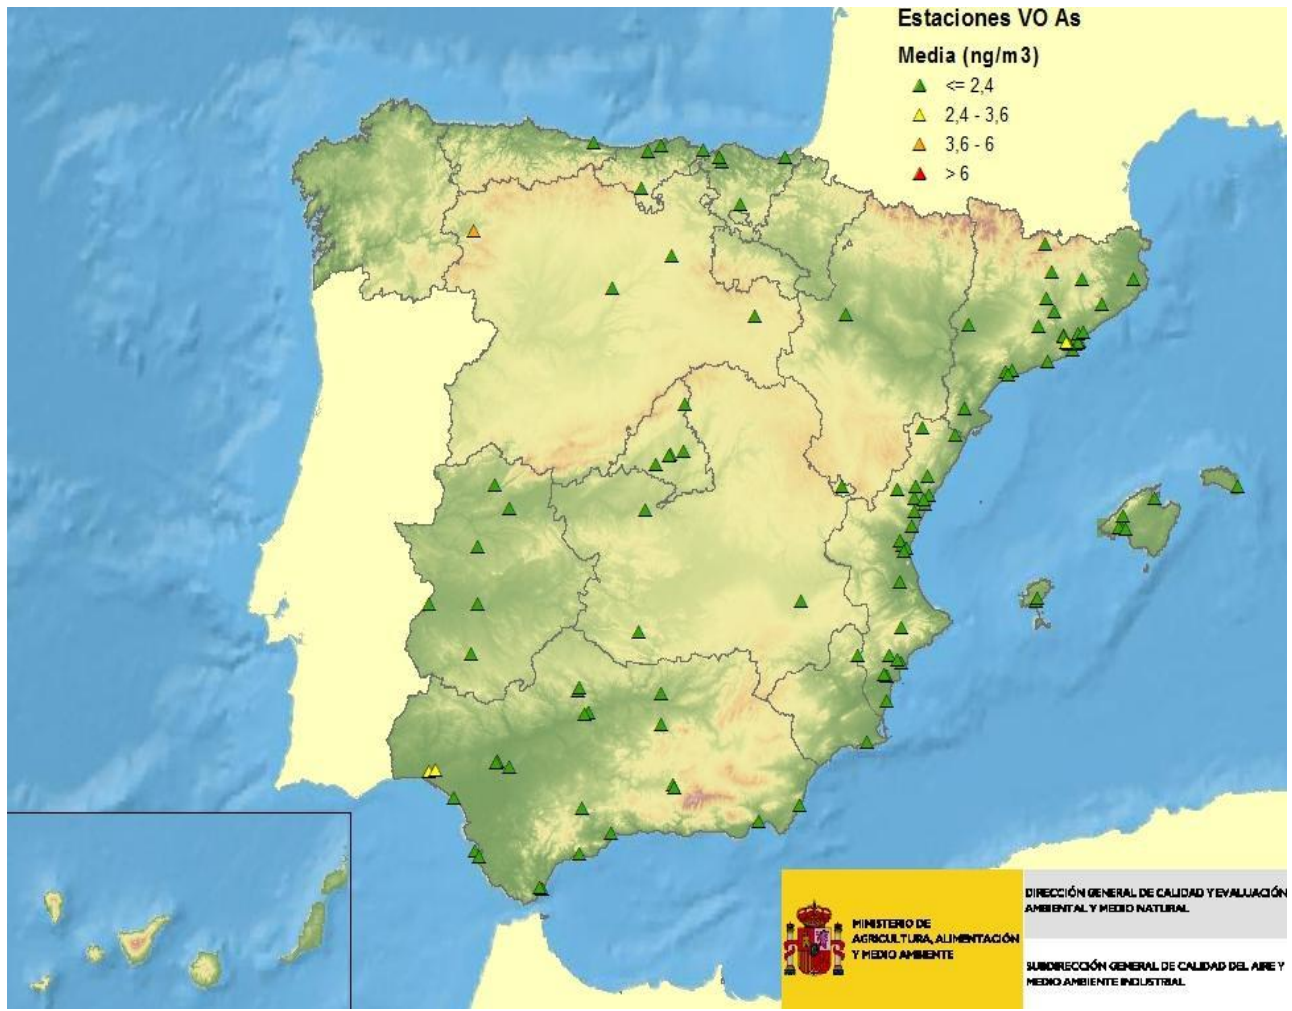 Estaciones VO As
Media (ng/m3)
<= 2,4
2,4 - 3,6
3,6 - 6
> 6
MINISTERIO DE
AGRICULTURA, ALIMENTACIÓN
Y MEDIO AMBIENTE
DIRECCIÓN GENERAL DE CALIDAD Y EVALUACIÓN
AMBIENTAL Y MEDIO NATURAL
SUBDIRECCIÓN GENERAL DE CALIDAD DEL AIRE Y
MEDIO AMBIENTE INDUSTRIAL